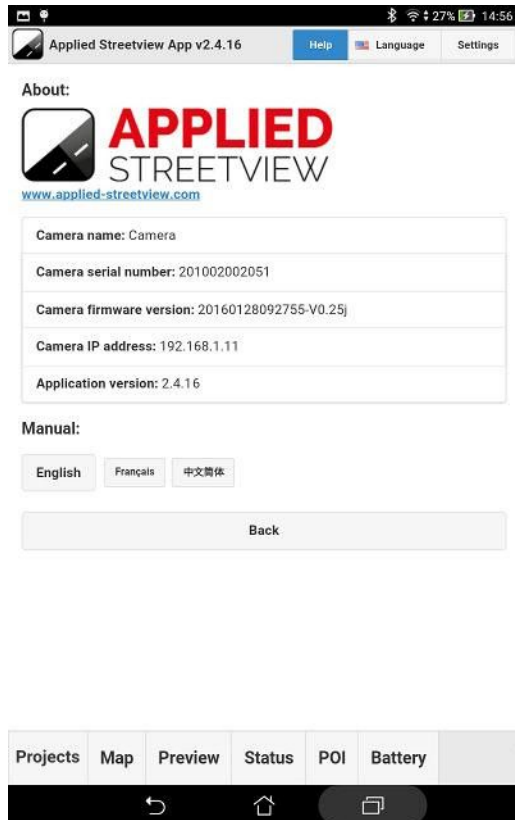 27% 14:56
Applied Streetview App v2.4.16 Help Language Settings
About:
APPLIED
STREETVIEW
www.applied-streetview.com
Camera name: Camera
Camera serial number: 201002002051
Camera firmware version: 20160128092755-V0.25j
Camera IP address: 192.168.1.11
Application version: 2.4.16
Manual:
English Français 中文简体
Back
Projects Map Preview Status POI Battery